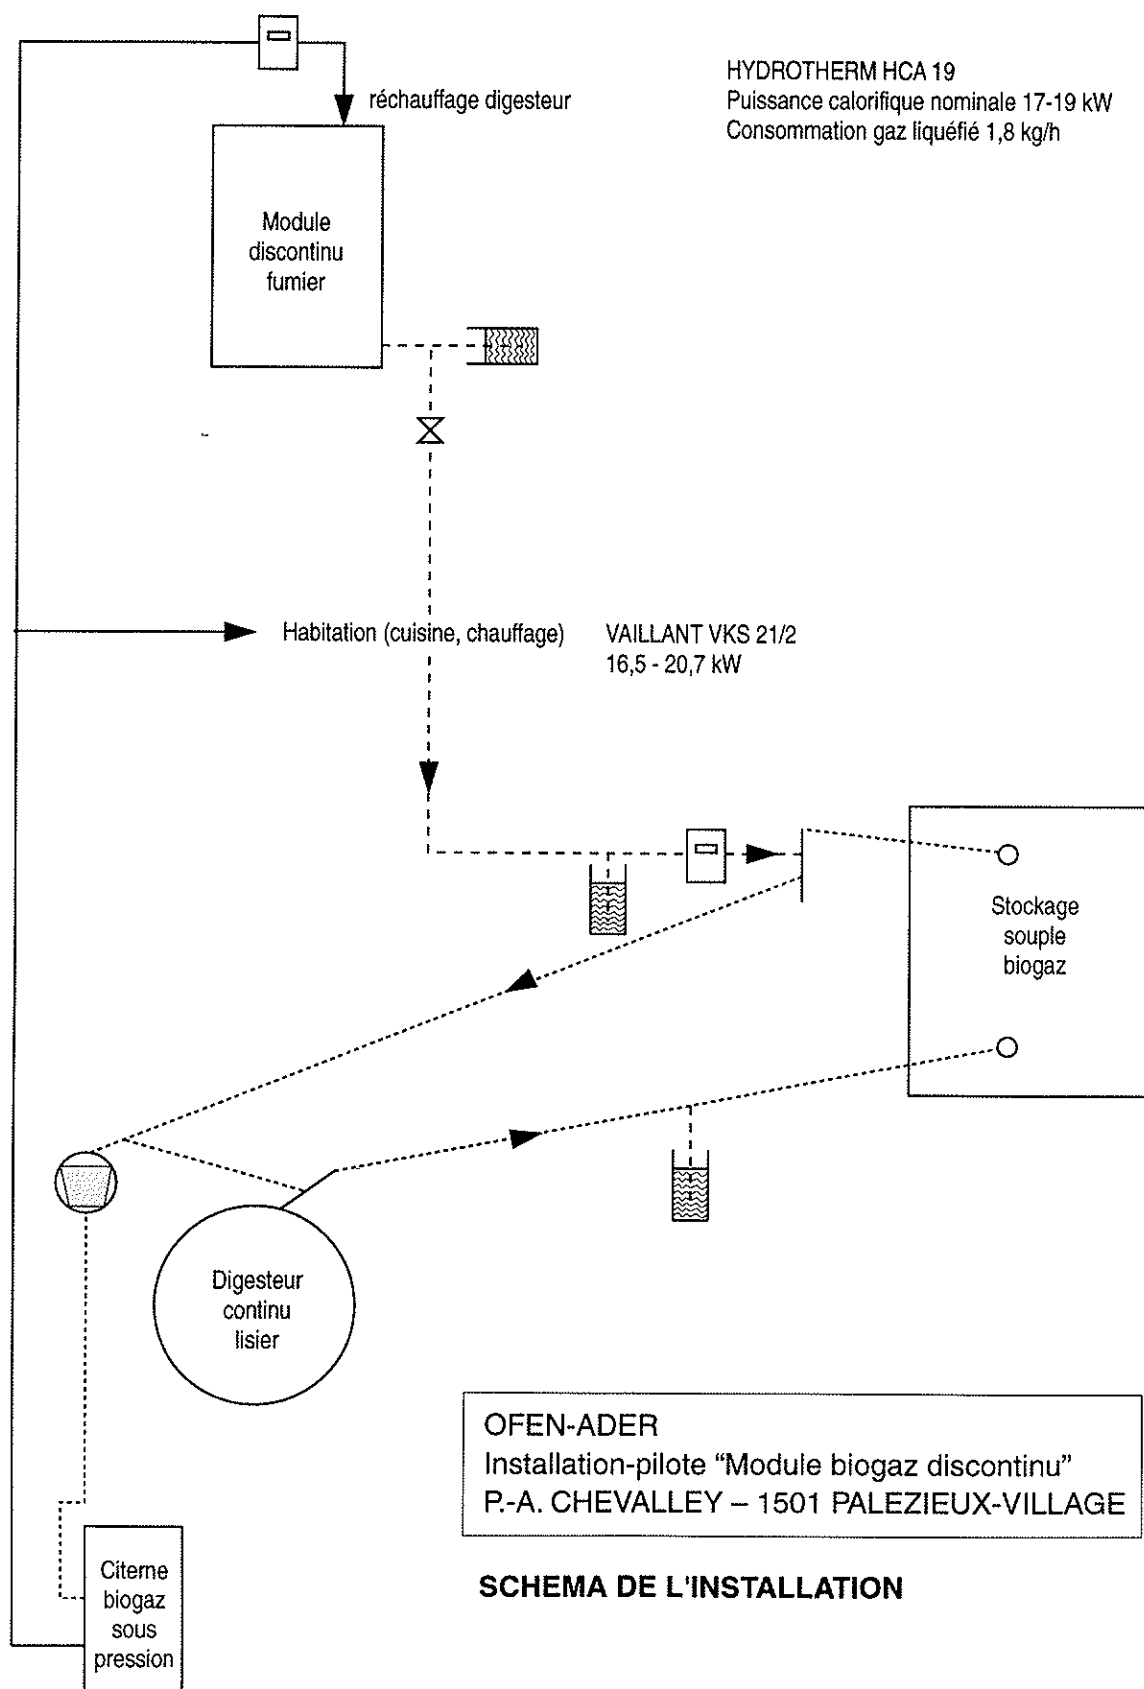 HYDROTHERM HCA 19
Puissance calorifique nominale 17-19 kW
Consommation gaz liquéfié 1,8 kg/h
réchauffage digesteur
Module
discontinu
fumier
Habitation (cuisine, chauffage)
VAILLANT VKS 21/2
16,5 - 20,7 kW
Stockage
souple
biogaz
Digesteur
continu
lisier
OFEN-ADER
Installation-pilote “Module biogaz discontinu”
P.-A. CHEVALLEY – 1501 PALEZIEUX-VILLAGE
SCHEMA DE L'INSTALLATION
Citerne
biogaz
sous
pression